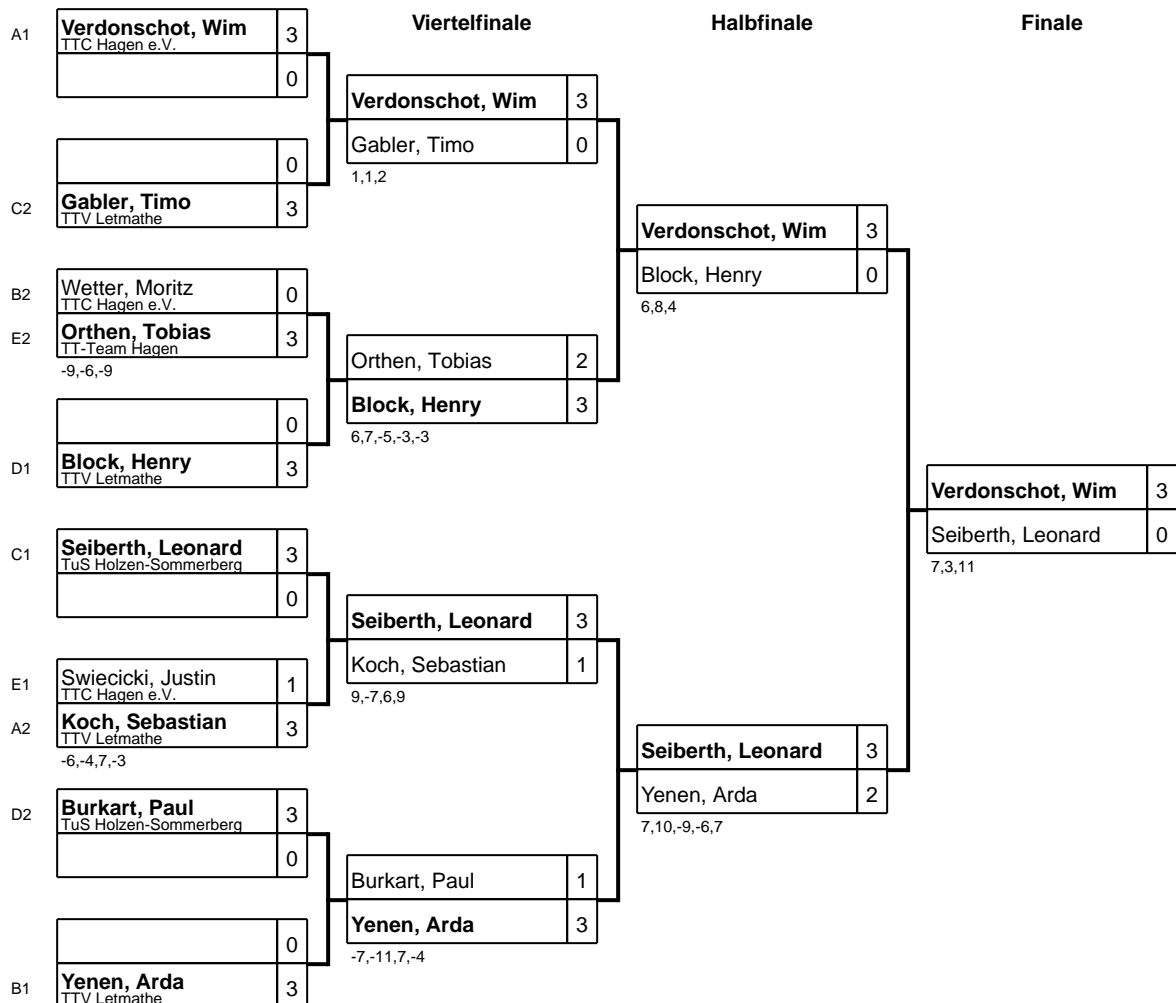 Viertelfinale
Halbfinale
Finale
A1 Verdonschot, Wim 3
TTC Hagen e.V.
0
0
C2 Gabler, Timo 3
TTV Letmathe
B2 Wetter, Moritz 0
TTC Hagen e.V.
E2 Orthen, Tobias 3
TT-Team Hagen
-9,-6,-9
0
D1 Block, Henry 3
TTV Letmathe
C1 Seiberth, Leonard 3
TuS Holzen-Sommerberg
0
E1 Swiecicki, Justin 1
TTC Hagen e.V.
A2 Koch, Sebastian 3
TTV Letmathe
-6,-4,7,-3
D2 Burkart, Paul 3
TuS Holzen-Sommerberg
0
0
B1 Yenen, Arda 3
TTV Letmathe
Verdonschot, Wim 3
Gabler, Timo 0
1,1,2
Orthen, Tobias 2
Block, Henry 3
6,7,-5,-3,-3
Seiberth, Leonard 3
Koch, Sebastian 1
9,-7,6,9
Burkart, Paul 1
Yenen, Arda 3
-7,-11,7,-4
Verdonschot, Wim 3
Block, Henry 0
6,8,4
Seiberth, Leonard 3
Yenen, Arda 2
7,10,-9,-6,7
Verdonschot, Wim 3
Seiberth, Leonard 0
7,3,11